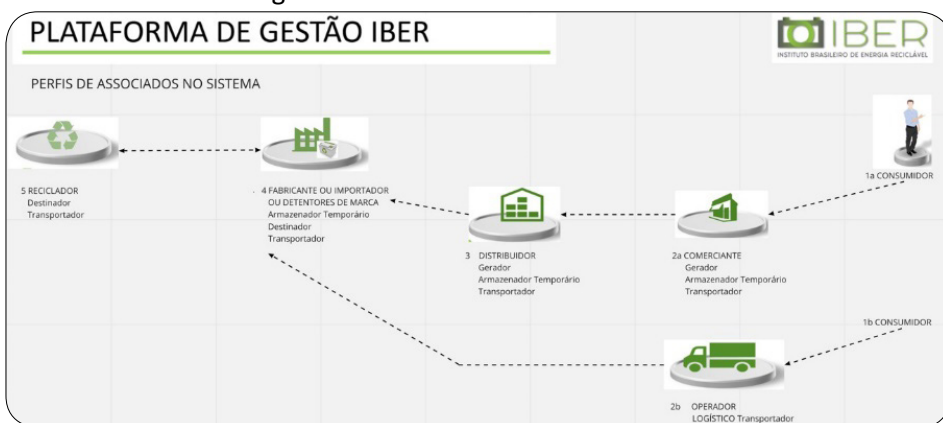 PLATAFORMA DE GESTÃO IBER
IBER
INSTITUTO BRASILEIRO DE ENERGIA RECICLÁVEL
PERFIS DE ASSOCIADOS NO SISTEMA
1a CONSUMIDOR
5 RECICLADOR
Destinador
Transportador
4 FABRICANTE OU IMPORTADOR
OU DETENTORES DE MARCA
Armazenador Temporário
Destinador
Transportador
3 DISTRIBUIDOR
Gerador
Armazenador Temporário
Transportador
2a COMERCIANTE
Gerador
Armazenador Temporário
Transportador
1b CONSUMIDOR
2b OPERADOR
LOGÍSTICO Transportador